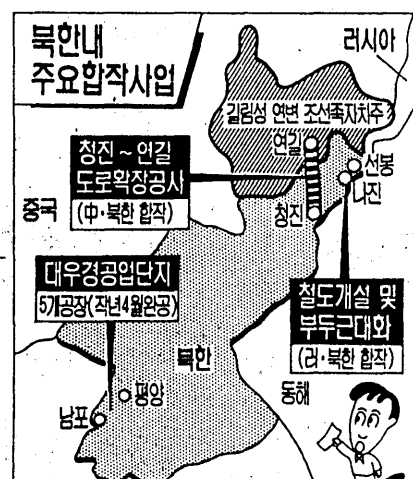 북한내
주요합작사업
러시아
길림성 연변 조선족자치주
연길
청진~연길
도로확장공사
(中·북한 합작)
선봉
나진
청진
중국
대우경공업단지
5개공장(작년4월완공)
철도개설 및
부두근대화
(러·북한 합작)
북한
동해
평양
남포